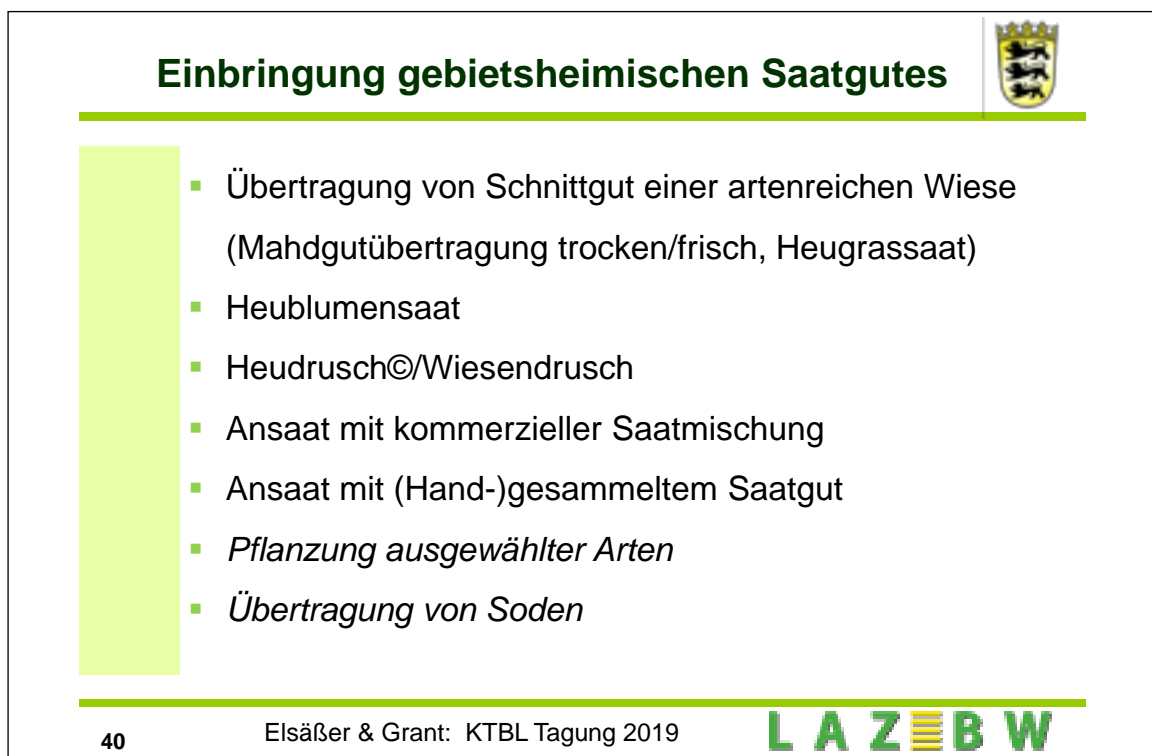 Einbringung gebietsheimischen Saatgutes
▪ Übertragung von Schnittgut einer artenreichen Wiese
(Mahdgutübertragung trocken/frisch, Heugrassaat)
▪ Heublumensaat
▪ Heudrusch©/Wiesendrusch
▪ Ansaat mit kommerzieller Saatmischung
▪ Ansaat mit (Hand-)gesammeltem Saatgut
▪ Pflanzung ausgewählter Arten
▪ Übertragung von Soden
40
Elsäßer & Grant: KTBL Tagung 2019
LAZBW